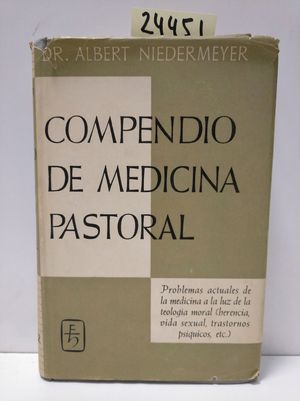 24451
DR. ALBERT NIEDERMEYER
COMPENDIO
DE MEDICINA
PASTORAL
Problemas actuales de
la medicina a la luz de la
teología moral (herencia,
vida sexual, trastornos
psíquicos, etc.)